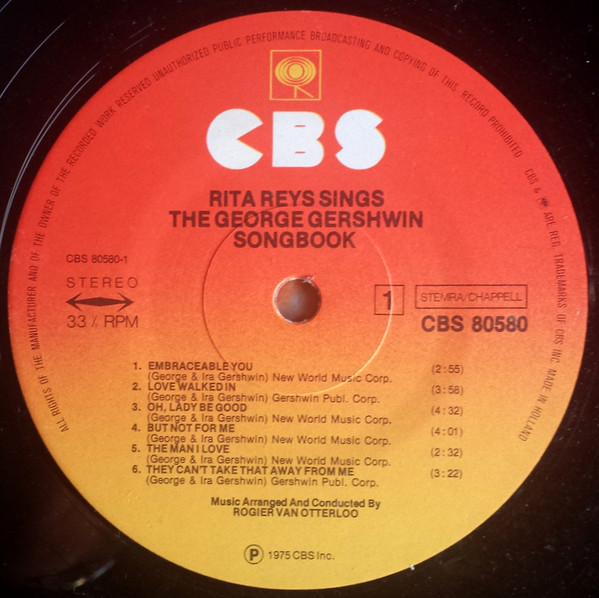 ALL RIGHTS OF THE MANUFACTURER AND OF THE OWNER OF THE RECORDED WORK RESERVED UNAUTHORIZED PUBLIC PERFORMANCE BROADCASTING AND COPYING OF THIS RECORD PROHIBITED CBS & ARE REG. TRADEMARKS OF CBS INC. MADE IN HOLLAND
CBS
RITA REYS SINGS
THE GEORGE GERSHWIN
SONGBOOK
CBS 80580-1
STEREO
33⅓ RPM
1
STEMRA/CHAPPELL
CBS 80580
1. EMBRACEABLE YOU (2:55)
(George & Ira Gershwin) New World Music Corp.
2. LOVE WALKED IN (3:58)
(George & Ira Gershwin) Gershwin Publ. Corp.
3. OH, LADY BE GOOD (4:32)
(George & Ira Gershwin) New World Music Corp.
4. BUT NOT FOR ME (4:01)
(George & Ira Gershwin) New World Music Corp.
5. THE MAN I LOVE (2:32)
(George & Ira Gershwin) New World Music Corp.
6. THEY CAN'T TAKE THAT AWAY FROM ME (3:22)
(George & Ira Gershwin) Gershwin Publ. Corp.
Music Arranged And Conducted By
ROGIER VAN OTTERLOO
℗ 1975 CBS Inc.